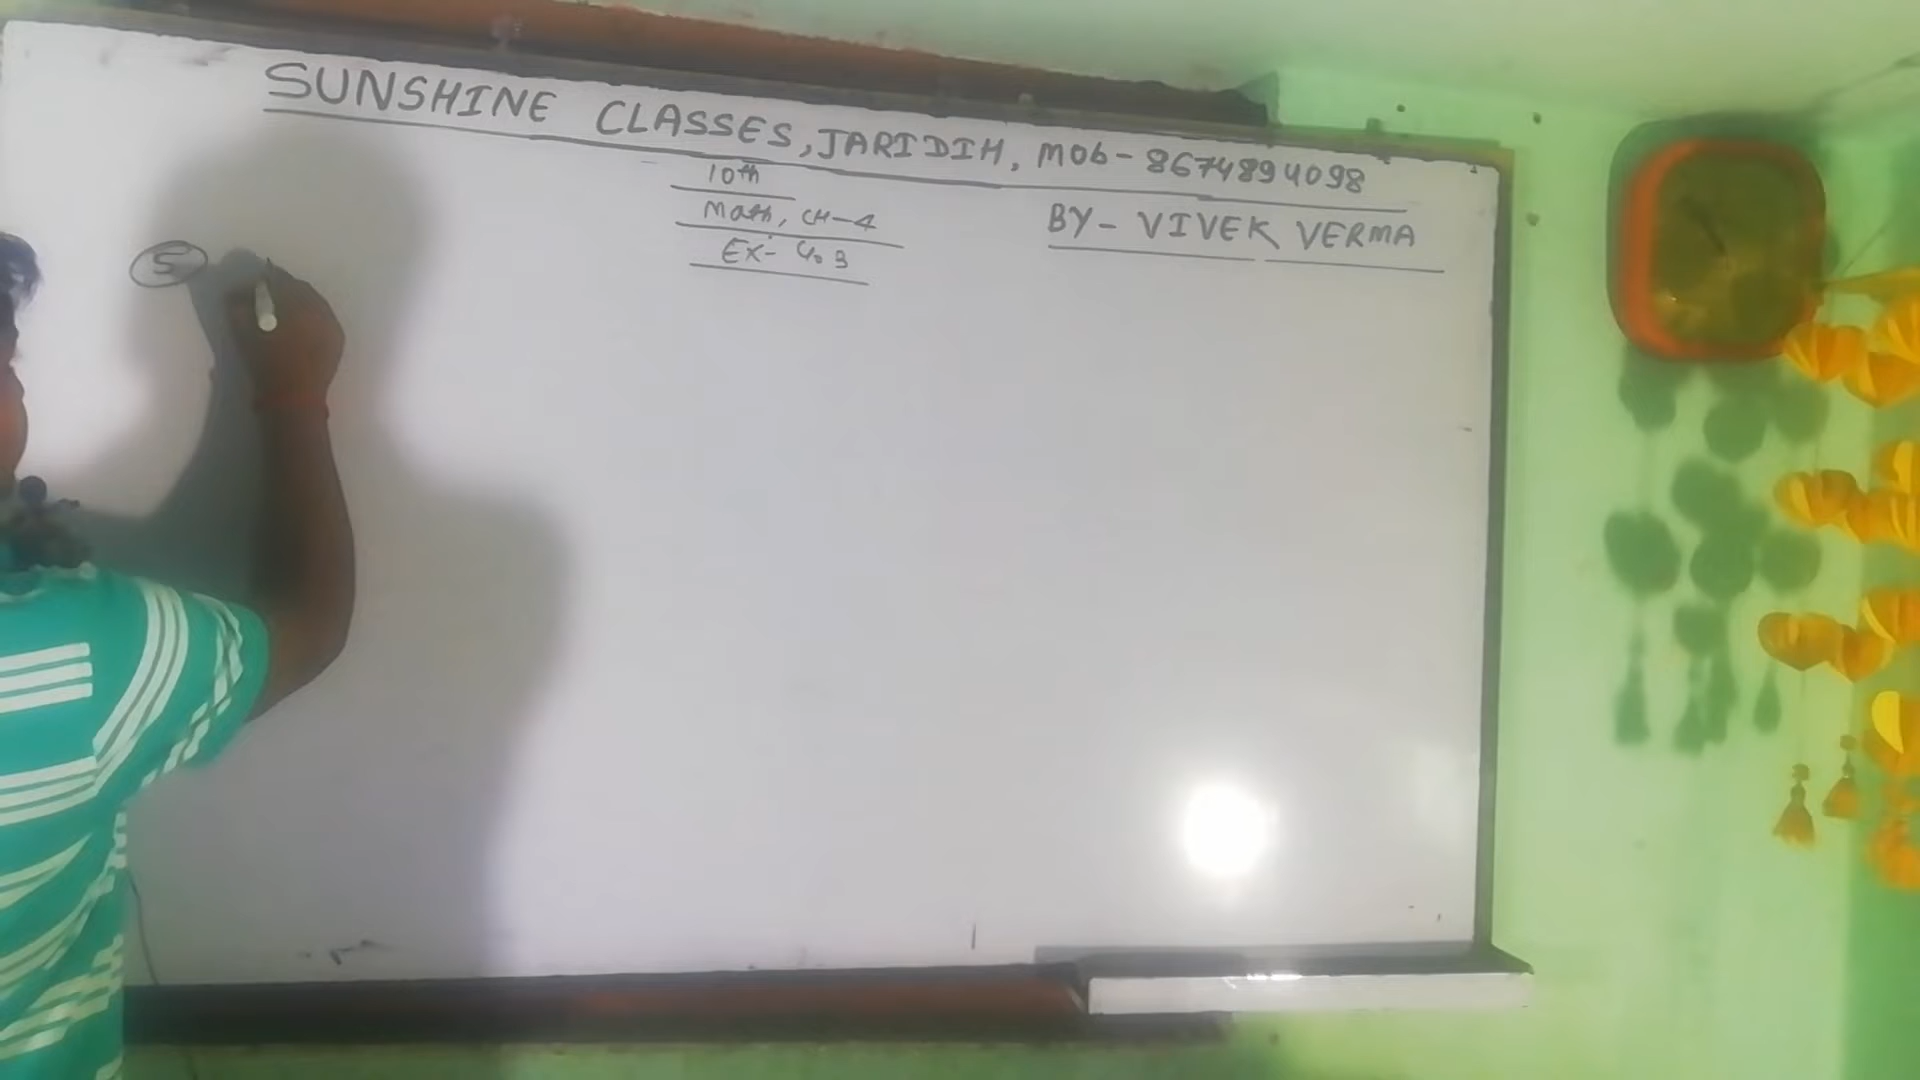 SUNSHINE CLASSES, JARIDIH, MOb- 8674894098
10th
Math, CH-4
Ex:- 4.3
BY- VIVEK VERMA
5